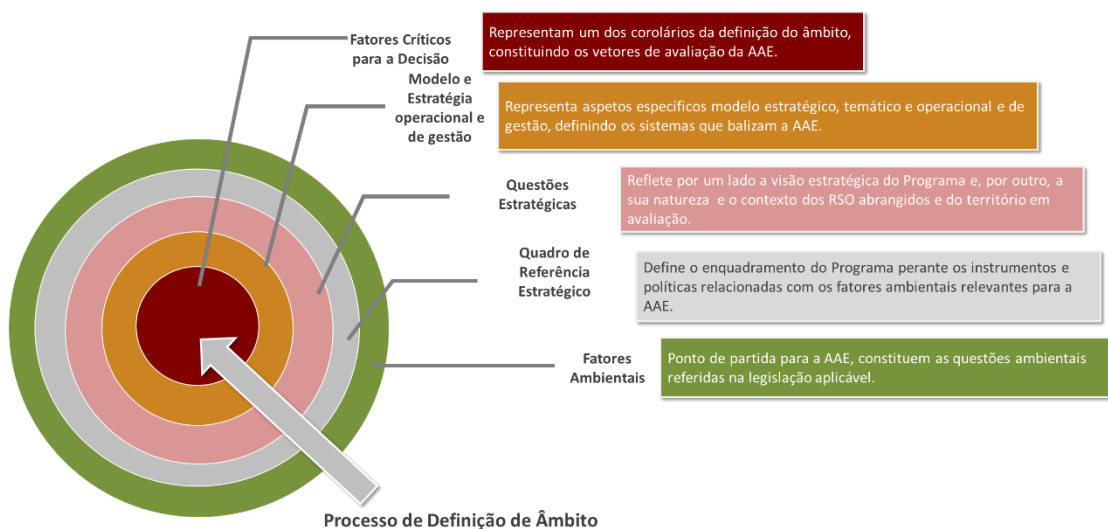 Fatores Críticos
para a Decisão
Representam um dos corolários da definição do âmbito,
constituindo os vetores de avaliação da AAE.
Modelo e
Estratégia
operacional e
de gestão
Representa aspetos específicos modelo estratégico, temático e operacional e de
gestão, definindo os sistemas que balizam a AAE.
Questões
Estratégicas
Reflete por um lado a visão estratégica do Programa e, por outro, a
sua natureza e o contexto dos RSO abrangidos e do território em
avaliação.
Quadro de
Referência
Estratégico
Define o enquadramento do Programa perante os instrumentos e
políticas relacionadas com os fatores ambientais relevantes para a
AAE.
Fatores
Ambientais
Ponto de partida para a AAE, constituem as questões ambientais
referidas na legislação aplicável.
Processo de Definição de Âmbito